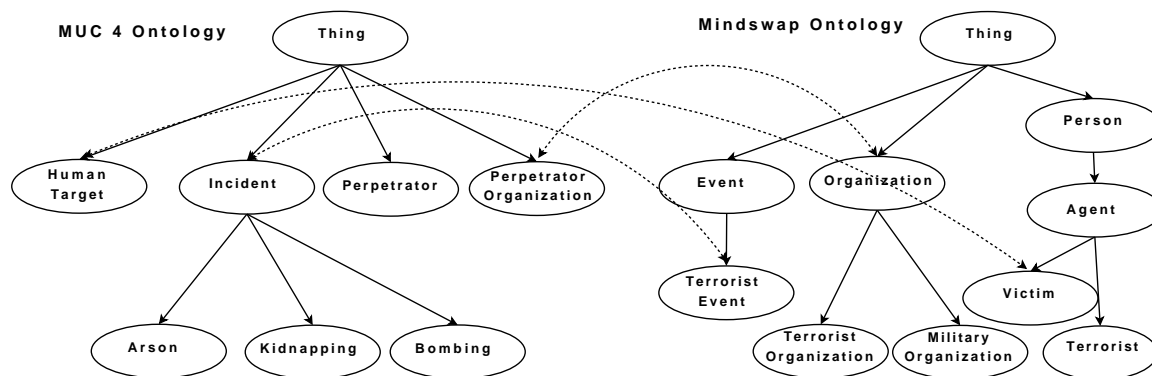 MUC 4 Ontology
Thing
Human
Target
Incident
Perpetrator
Perpetrator
Organization
Arson
Kidnapping
Bombing
Mindswap Ontology
Thing
Person
Event
Organization
Agent
Terrorist
Event
Victim
Terrorist
Organization
Military
Organization
Terrorist